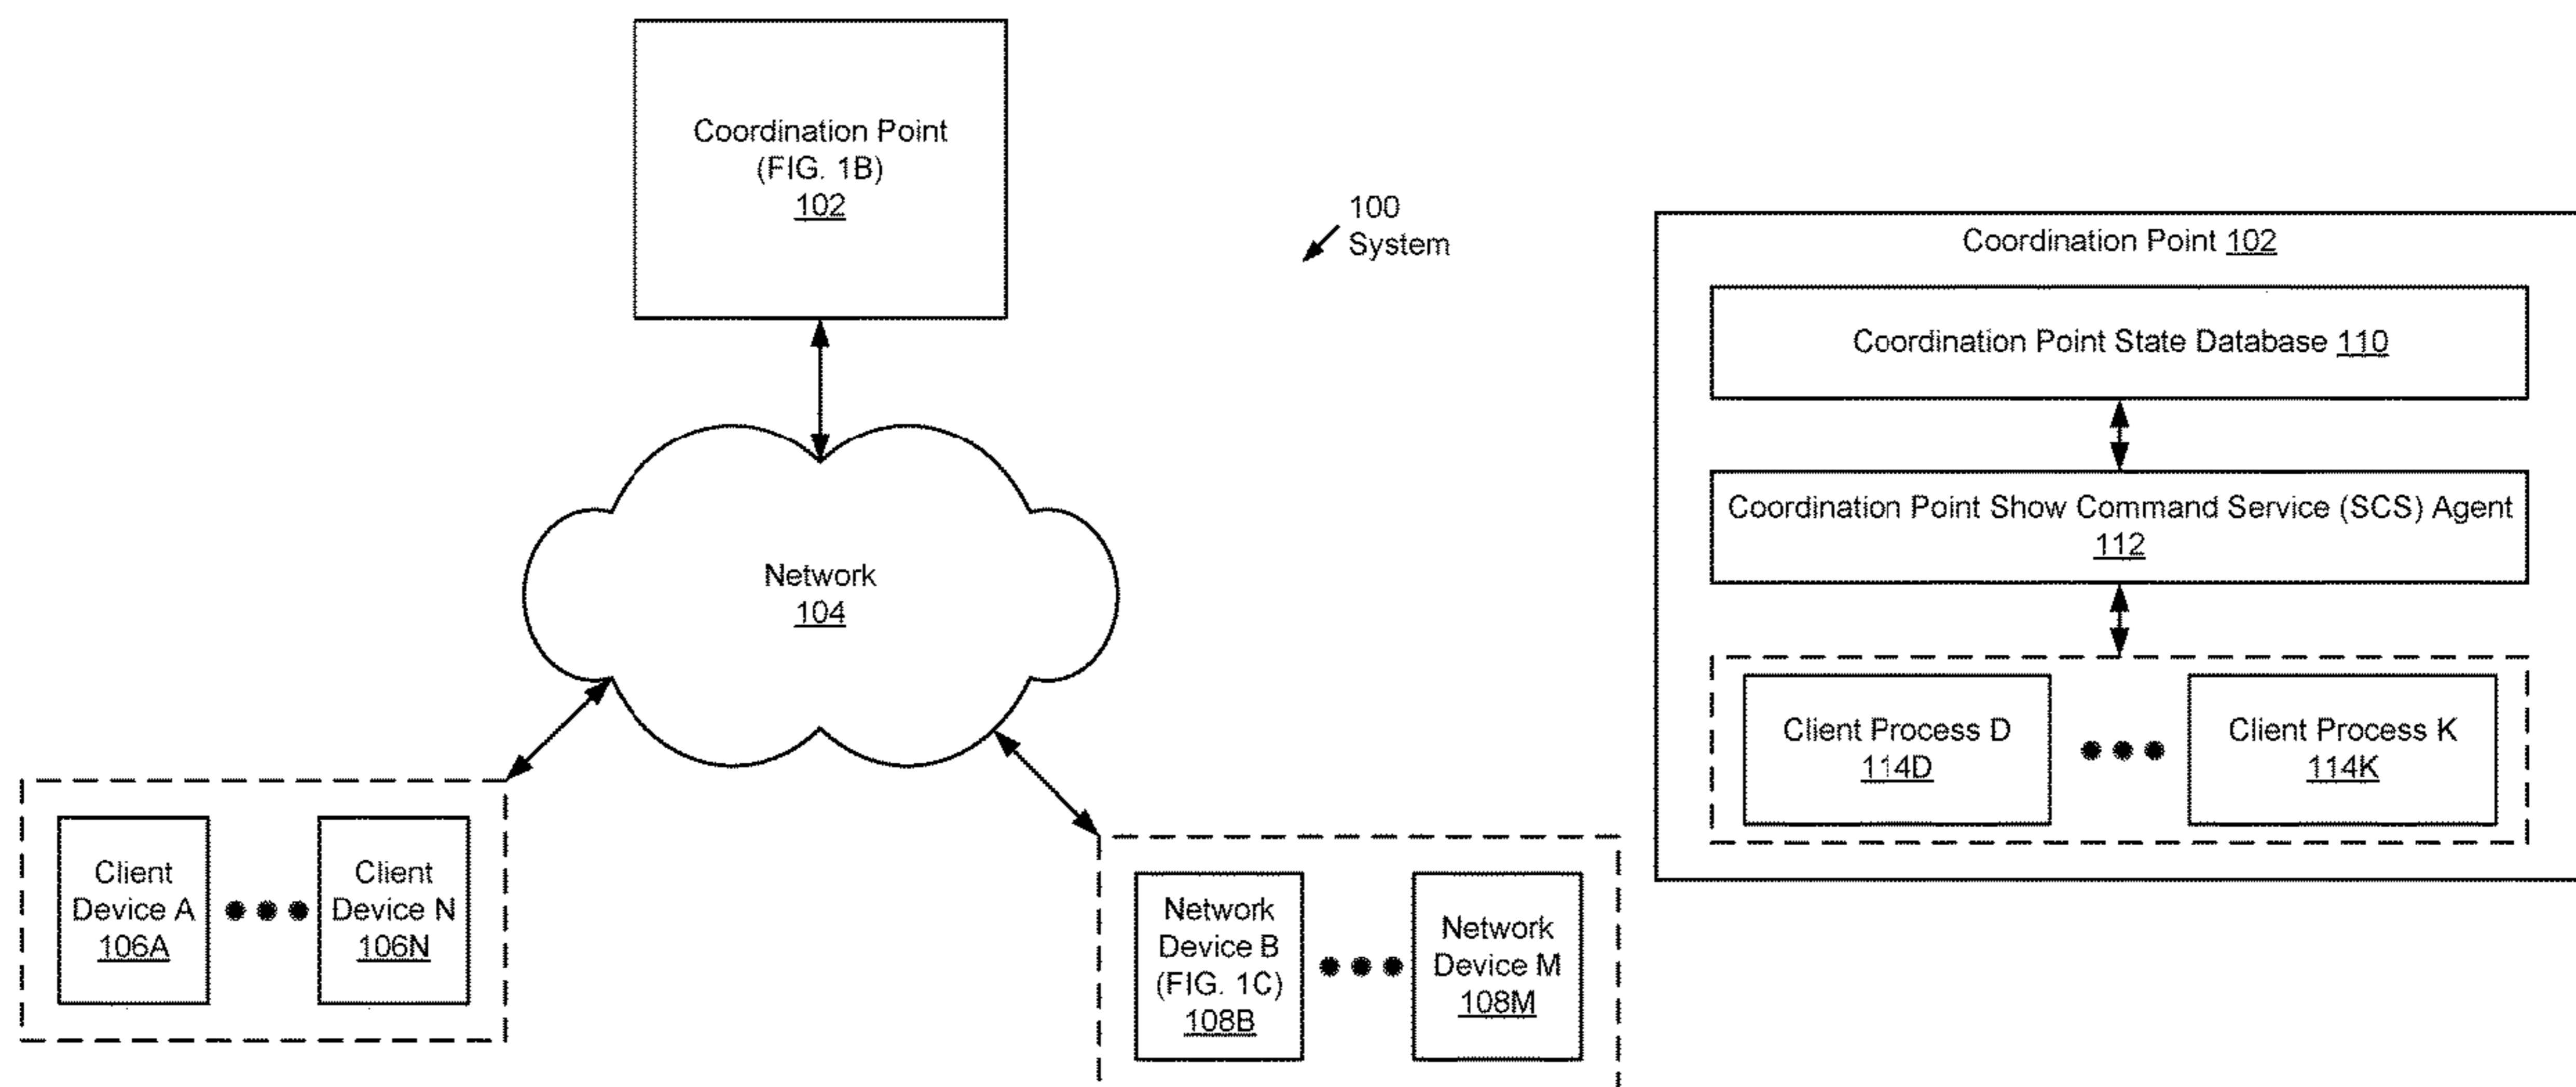 Coordination Point
(FIG. 1B)
102
100
System
Network
104
Client
Device A
106A
Client
Device N
106N
Network
Device B
(FIG. 1C)
108B
Network
Device M
108M
Coordination Point 102
Coordination Point State Database 110
Coordination Point Show Command Service (SCS) Agent
112
Client Process D
114D
Client Process K
114K